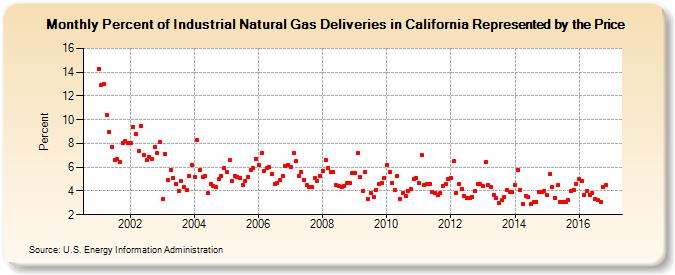 Monthly Percent of Industrial Natural Gas Deliveries in California Represented by the Price
Percent
16
14
12
10
8
6
4
2
2002 2004 2006 2008 2010 2012 2014 2016
Source: U.S. Energy Information Administration